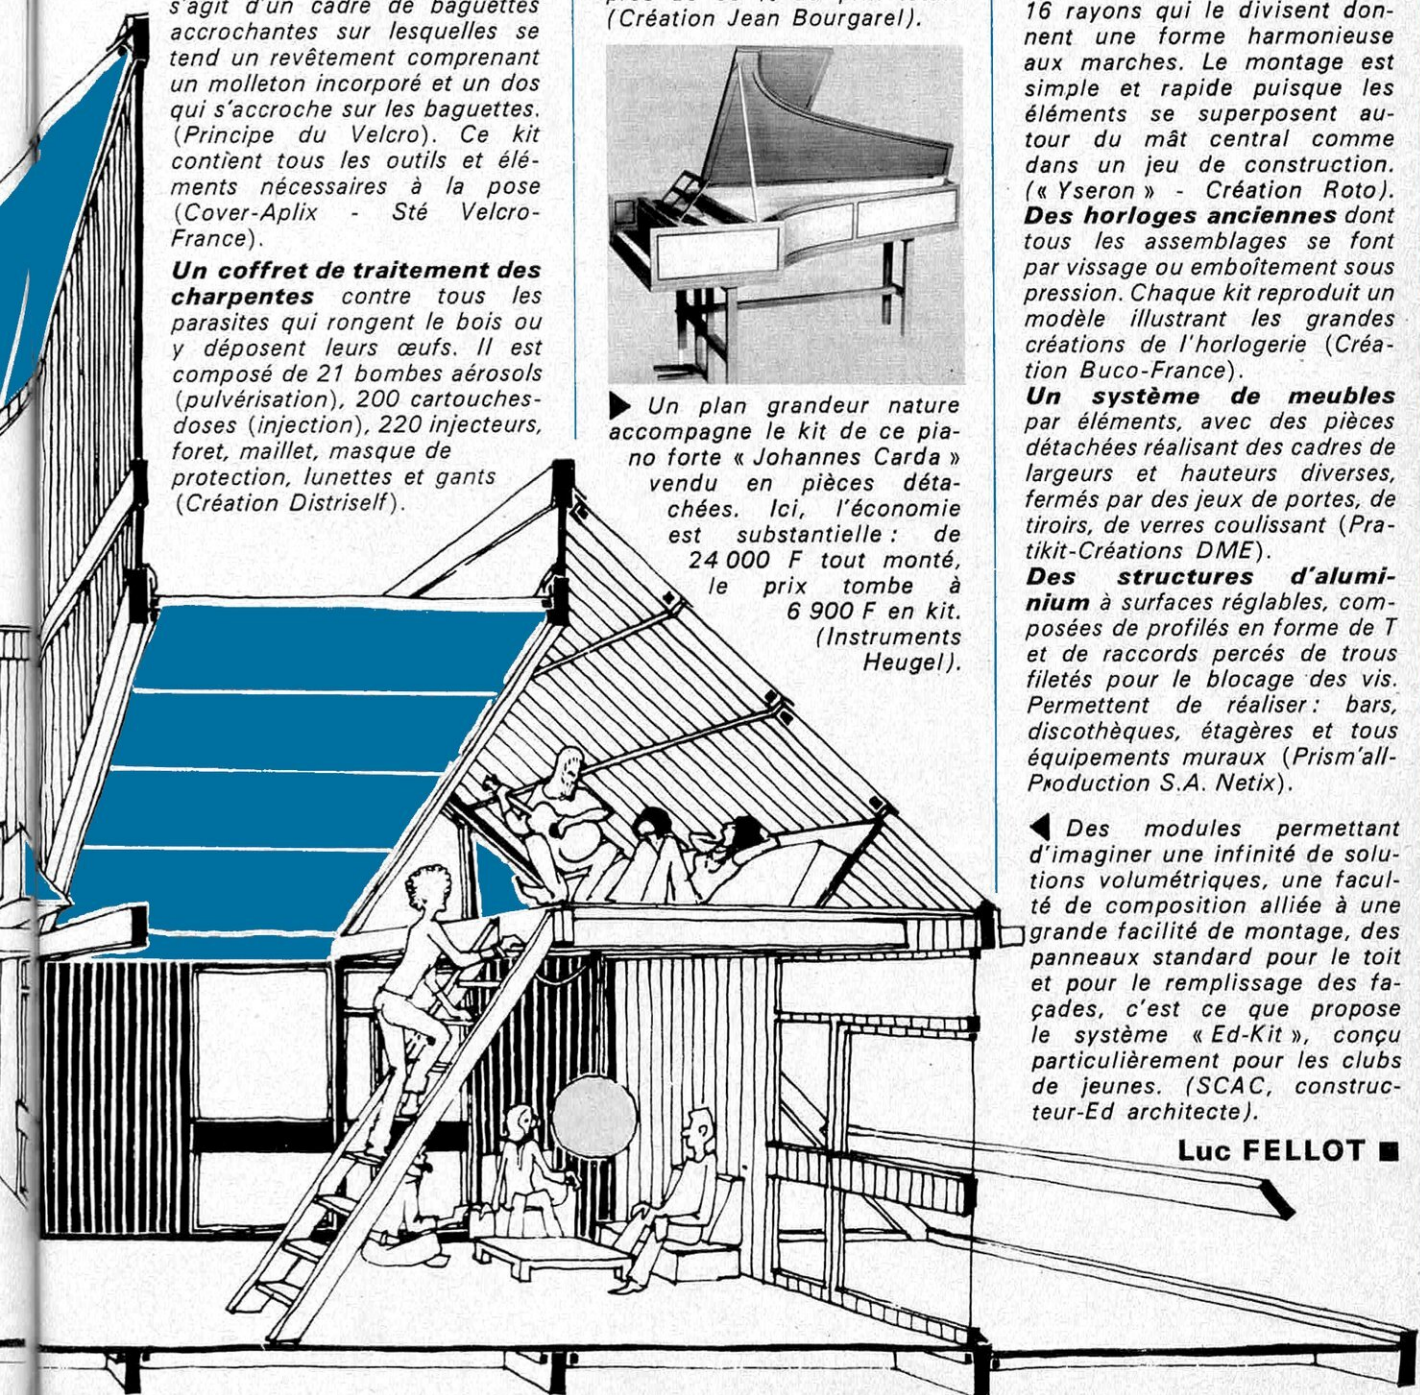 s'agit d'un cadre de baguettes
accrochantes sur lesquelles se
tend un revêtement comprenant
un molleton incorporé et un dos
qui s'accroche sur les baguettes.
(Principe du Velcro). Ce kit
contient tous les outils et élé-
ments nécessaires à la pose
(Cover-Aplix - Sté Velcro-
France).
Un coffret de traitement des
charpentes contre tous les
parasites qui rongent le bois ou
y déposent leurs œufs. Il est
composé de 21 bombes aérosols
(pulvérisation), 200 cartouches-
doses (injection), 220 injecteurs,
foret, maillet, masque de
protection, lunettes et gants
(Création Distriself).
(Création Jean Bourgarel).
▶ Un plan grandeur nature
accompagne le kit de ce pia-
no forte « Johannes Carda »
vendu en pièces déta-
chées. Ici, l'économie
est substantielle : de
24 000 F tout monté,
le prix tombe à
6 900 F en kit.
(Instruments
Heugel).
16 rayons qui le divisent don-
nent une forme harmonieuse
aux marches. Le montage est
simple et rapide puisque les
éléments se superposent au-
tour du mât central comme
dans un jeu de construction.
(« Yseron » - Création Roto).
Des horloges anciennes dont
tous les assemblages se font
par vissage ou emboîtement sous
pression. Chaque kit reproduit un
modèle illustrant les grandes
créations de l'horlogerie (Créa-
tion Buco-France).
Un système de meubles
par éléments, avec des pièces
détachées réalisant des cadres de
largeurs et hauteurs diverses,
fermés par des jeux de portes, de
tiroirs, de verres coulissant (Pra-
tikit-Créations DME).
Des structures d'alumi-
nium à surfaces réglables, com-
posées de profilés en forme de T
et de raccords percés de trous
filetés pour le blocage des vis.
Permettent de réaliser : bars,
discothèques, étagères et tous
équipements muraux (Prism'all-
Production S.A. Netix).
◀ Des modules permettant
d'imaginer une infinité de solu-
tions volumétriques, une facul-
té de composition alliée à une
grande facilité de montage, des
panneaux standard pour le toit
et pour le remplissage des fa-
çades, c'est ce que propose
le système « Ed-Kit », conçu
particulièrement pour les clubs
de jeunes. (SCAC, construc-
teur-Ed architecte).
Luc FELLOT ■